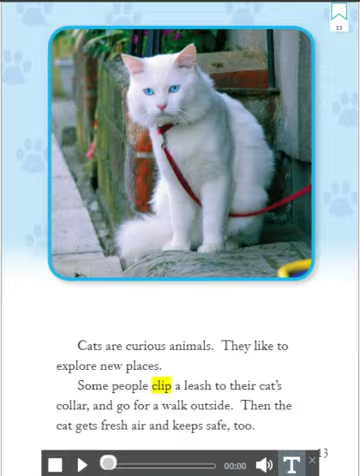 13
Cats are curious animals. They like to
explore new places.
Some people clip a leash to their cat's
collar, and go for a walk outside. Then the
cat gets fresh air and keeps safe, too.
13
00:00
T